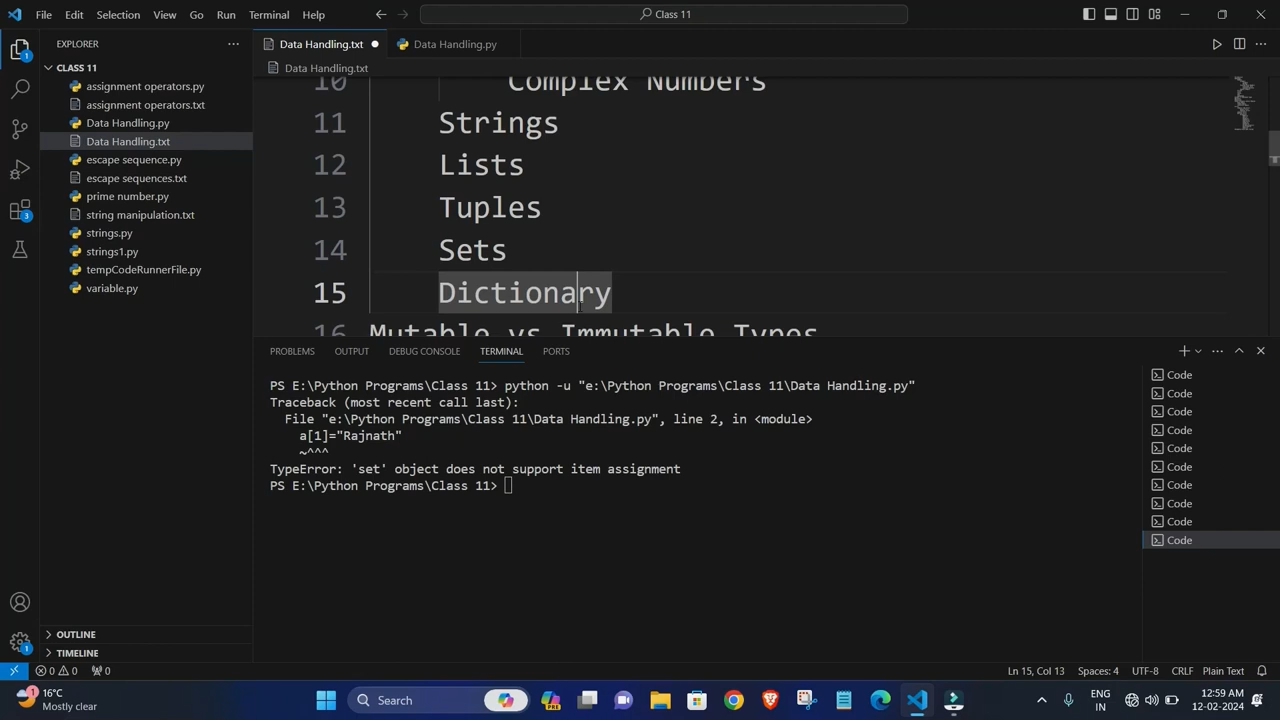 File Edit Selection View Go Run Terminal Help
Class 11
EXPLORER
Data Handling.txt
Data Handling.py
CLASS 11
Data Handling.txt
assignment operators.py
assignment operators.txt
Data Handling.py
Data Handling.txt
escape sequence.py
escape sequences.txt
prime number.py
string manipulation.txt
strings.py
strings1.py
tempCodeRunnerFile.py
variable.py
10 Complex Numbers
11 Strings
12 Lists
13 Tuples
14 Sets
15 Dictionary
16 Mutable vs Immutable Types
PROBLEMS OUTPUT DEBUG CONSOLE TERMINAL PORTS
PS E:\Python Programs\Class 11> python -u "e:\Python Programs\Class 11\Data Handling.py"
Traceback (most recent call last):
File "e:\Python Programs\Class 11\Data Handling.py", line 2, in <module>
a[1]="Rajnath"
~^^^
TypeError: 'set' object does not support item assignment
PS E:\Python Programs\Class 11>
Code
Code
Code
Code
Code
Code
Code
Code
Code
Code
1
3
1
OUTLINE
TIMELINE
0 0 0
Ln 15, Col 13 Spaces: 4 UTF-8 CRLF Plain Text
1
16°C
Mostly clear
Search
PRE
ENG
IN
12:59 AM
12-02-2024